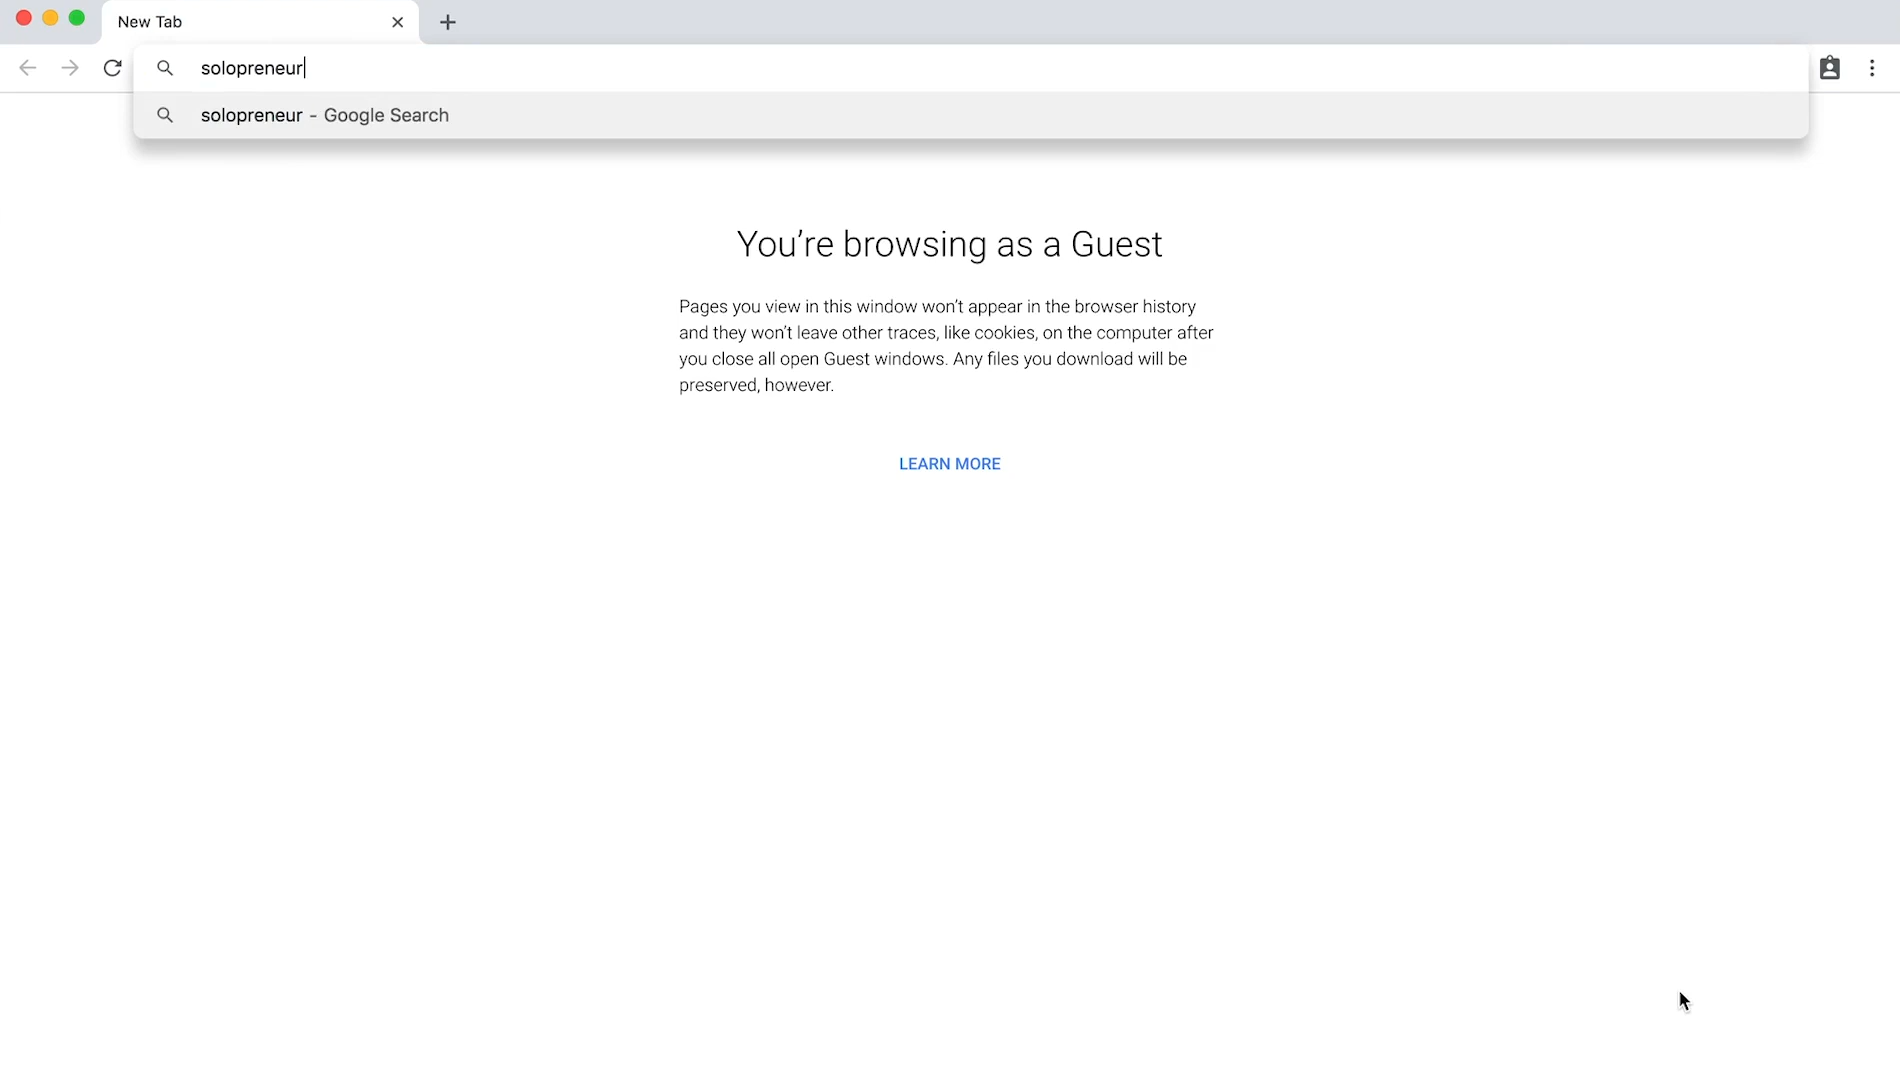 New Tab
solopreneur
solopreneur - Google Search
You’re browsing as a Guest
Pages you view in this window won’t appear in the browser history
and they won’t leave other traces, like cookies, on the computer after
you close all open Guest windows. Any files you download will be
preserved, however.
LEARN MORE